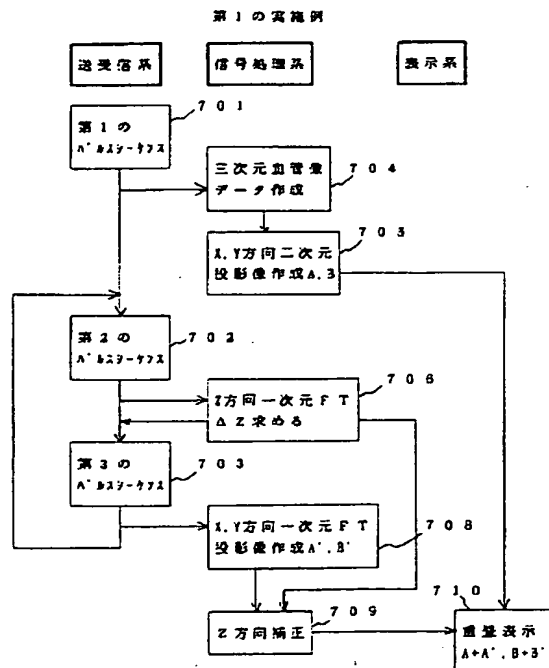 第1の実施例
送受信系
信号処理系
表示系
701
第1の
パルスシーケンス
704
三次元血管像
データ作成
705
X,Y方向二次元
投影像作成A,B
702
第2の
パルスシーケンス
706
Z方向一次元FT
ΔZ求める
703
第3の
パルスシーケンス
708
X,Y方向一次元FT
投影像作成A',B'
709
Z方向補正
710
重畳表示
A+A',B+B'